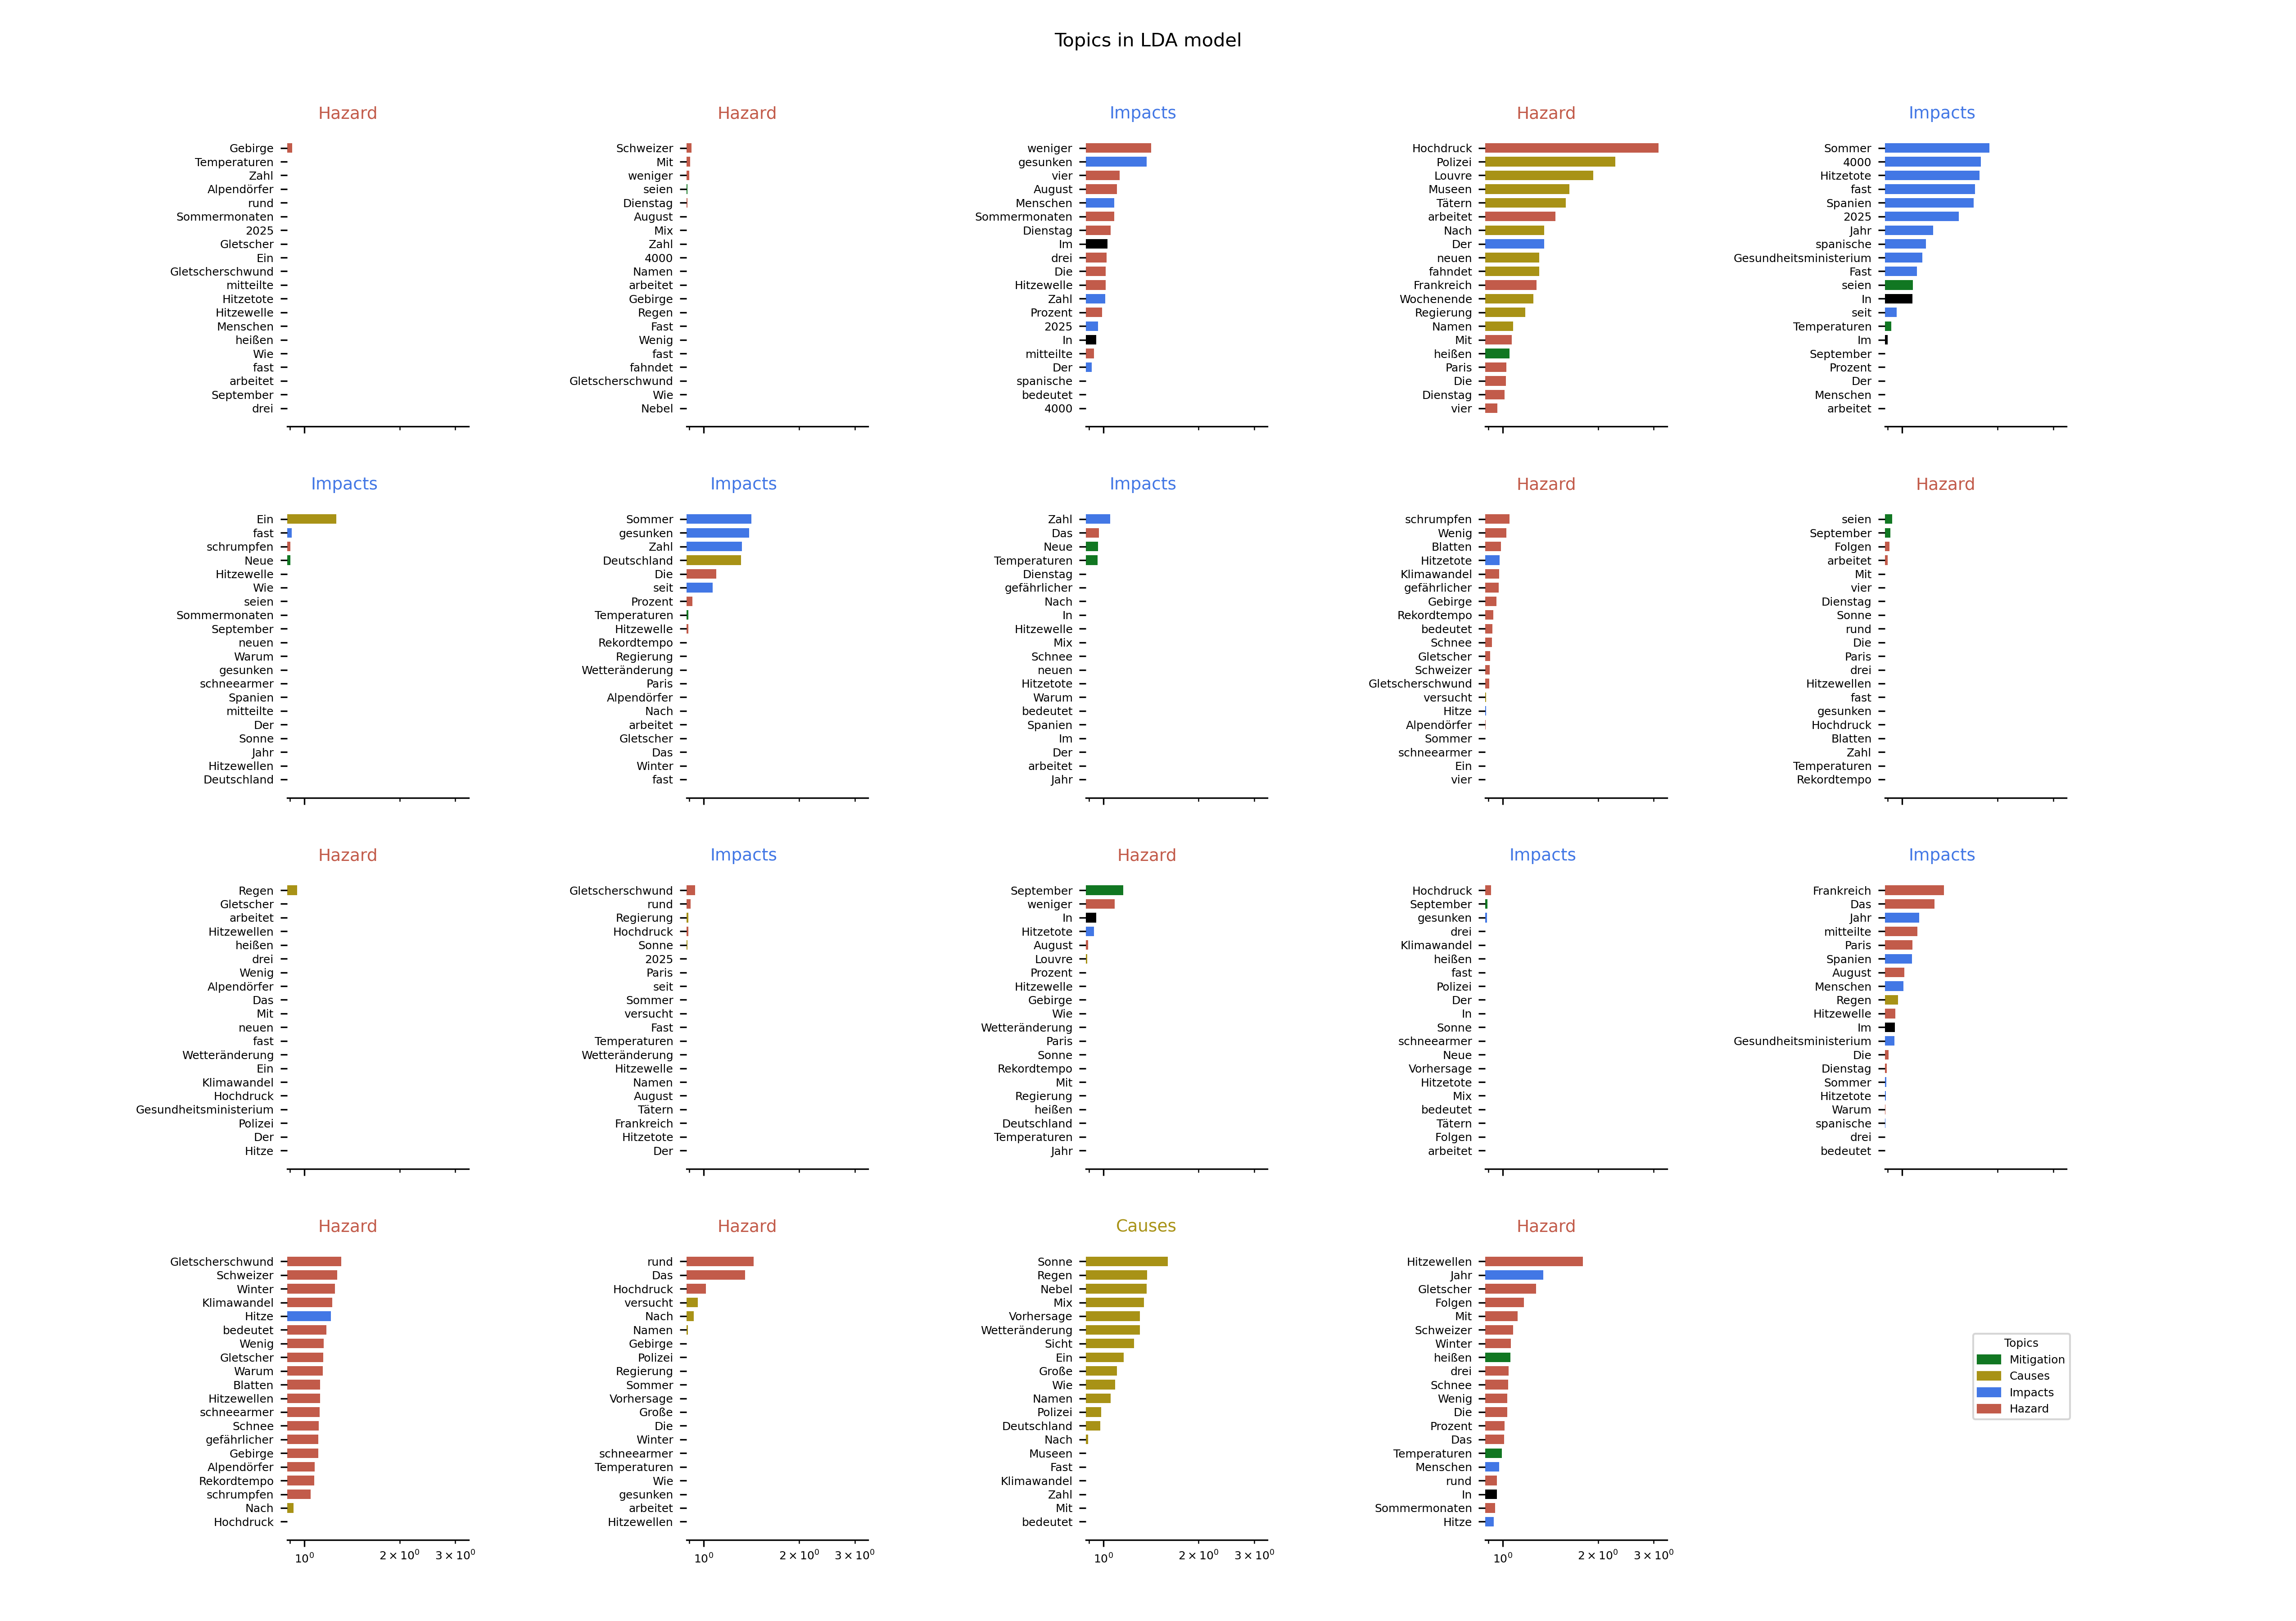 Topics in LDA model
Hazard
Gebirge
Temperaturen
Zahl
Alpendörfer
rund
Sommermonaten
2025
Gletscher
Ein
Gletscherschwund
mitteilte
Hitzetote
Hitzewelle
Menschen
heißen
Wie
fast
arbeitet
September
drei
Hazard
Schweizer
Mit
weniger
seien
Dienstag
August
Mix
Zahl
4000
Namen
arbeitet
Gebirge
Regen
Fast
Wenig
fast
fahndet
Gletscherschwund
Wie
Nebel
Impacts
weniger
gesunken
vier
August
Menschen
Sommermonaten
Dienstag
Im
drei
Die
Hitzewelle
Zahl
Prozent
2025
In
mitteilte
Der
spanische
bedeutet
4000
Hazard
Hochdruck
Polizei
Louvre
Museen
Tätern
arbeitet
Nach
Der
neuen
fahndet
Frankreich
Wochenende
Regierung
Namen
Mit
heißen
Paris
Die
Dienstag
vier
Impacts
Sommer
4000
Hitzetote
fast
Spanien
2025
Jahr
spanische
Gesundheitsministerium
Fast
seien
In
seit
Temperaturen
Im
September
Prozent
Der
Menschen
arbeitet
Impacts
Ein
fast
schrumpfen
Neue
Hitzewelle
Wie
seien
Sommermonaten
September
neuen
Warum
gesunken
schneearmer
Spanien
mitteilte
Der
Sonne
Jahr
Hitzewellen
Deutschland
Impacts
Sommer
gesunken
Zahl
Deutschland
Die
seit
Prozent
Temperaturen
Hitzewelle
Rekordtempo
Regierung
Wetteränderung
Paris
Alpendörfer
Nach
arbeitet
Gletscher
Das
Winter
fast
Impacts
Zahl
Das
Neue
Temperaturen
Dienstag
gefährlicher
Nach
In
Hitzewelle
Mix
Schnee
neuen
Hitzetote
Warum
bedeutet
Spanien
Im
Der
arbeitet
Jahr
Hazard
schrumpfen
Wenig
Blatten
Hitzetote
Klimawandel
gefährlicher
Gebirge
Rekordtempo
bedeutet
Schnee
Gletscher
Schweizer
Gletscherschwund
versucht
Hitze
Alpendörfer
Sommer
schneearmer
Ein
vier
Hazard
seien
September
Folgen
arbeitet
Mit
vier
Dienstag
Sonne
rund
Die
Paris
drei
Hitzewellen
fast
gesunken
Hochdruck
Blatten
Zahl
Temperaturen
Rekordtempo
Hazard
Regen
Gletscher
arbeitet
Hitzewellen
heißen
drei
Wenig
Alpendörfer
Das
Mit
neuen
fast
Wetteränderung
Ein
Klimawandel
Hochdruck
Gesundheitsministerium
Polizei
Der
Hitze
Impacts
Gletscherschwund
rund
Regierung
Hochdruck
Sonne
2025
Paris
seit
Sommer
versucht
Fast
Temperaturen
Wetteränderung
Hitzewelle
Namen
August
Tätern
Frankreich
Hitzetote
Der
Hazard
September
weniger
In
Hitzetote
August
Louvre
Prozent
Hitzewelle
Gebirge
Wie
Wetteränderung
Paris
Sonne
Rekordtempo
Mit
Regierung
heißen
Deutschland
Temperaturen
Jahr
Impacts
Hochdruck
September
gesunken
drei
Klimawandel
heißen
fast
Polizei
Der
In
Sonne
schneearmer
Neue
Vorhersage
Hitzetote
Mix
bedeutet
Tätern
Folgen
arbeitet
Impacts
Frankreich
Das
Jahr
mitteilte
Paris
Spanien
August
Menschen
Regen
Hitzewelle
Im
Gesundheitsministerium
Die
Dienstag
Sommer
Hitzetote
Warum
spanische
drei
bedeutet
Hazard
Gletscherschwund
Schweizer
Winter
Klimawandel
Hitze
bedeutet
Wenig
Gletscher
Warum
Blatten
Hitzewellen
schneearmer
Schnee
gefährlicher
Gebirge
Alpendörfer
Rekordtempo
schrumpfen
Nach
Hochdruck
10⁰ 2 × 10⁰ 3 × 10⁰
Hazard
rund
Das
Hochdruck
versucht
Nach
Namen
Gebirge
Polizei
Regierung
Sommer
Vorhersage
Große
Die
Winter
schneearmer
Temperaturen
Wie
gesunken
arbeitet
Hitzewellen
10⁰ 2 × 10⁰ 3 × 10⁰
Causes
Sonne
Regen
Nebel
Mix
Vorhersage
Wetteränderung
Sicht
Ein
Große
Wie
Namen
Polizei
Deutschland
Nach
Museen
Fast
Klimawandel
Zahl
Mit
bedeutet
10⁰ 2 × 10⁰ 3 × 10⁰
Hazard
Hitzewellen
Jahr
Gletscher
Folgen
Mit
Schweizer
Winter
heißen
drei
Schnee
Wenig
Die
Prozent
Das
Temperaturen
Menschen
rund
In
Sommermonaten
Hitze
10⁰ 2 × 10⁰ 3 × 10⁰
Topics
Mitigation
Causes
Impacts
Hazard